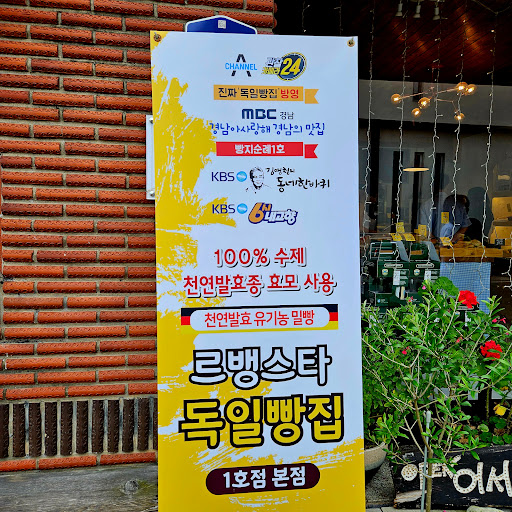 A
CHANNEL
24
진짜 독일빵집 방영
MBC 경남
경남아사랑해 경남의 맛집
빵지순례1호
KBS
김영철의
동네한바퀴
KBS
6시내고향
100% 수제
천연발효종, 효모 사용
천연발효 유기농 밀빵
르뱅스타
독일빵집
1호점 본점
OPEN 어서